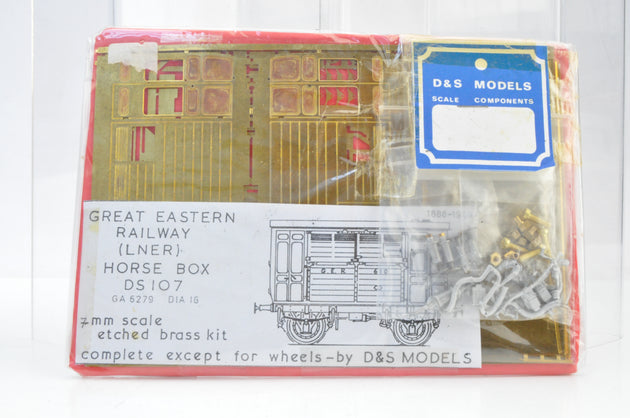 D&S MODELS
SCALE COMPONENTS
GREAT EASTERN
RAILWAY
(LNER)
HORSE BOX
DS 107
GA 6279 DIA 16
7mm scale
etched brass kit
complete except for wheels - by D&S MODELS
G E R